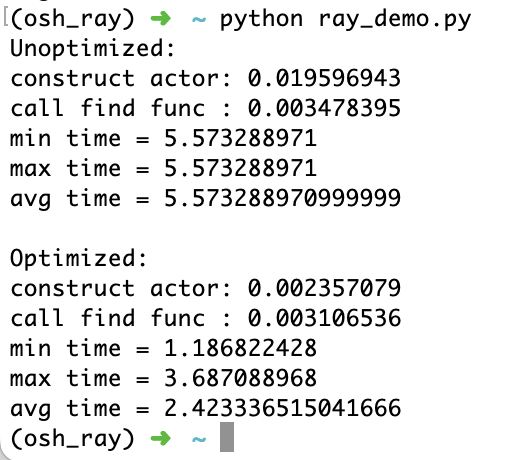 (osh_ray) ➜ ~ python ray_demo.py
Unoptimized:
construct actor: 0.019596943
call find func : 0.003478395
min time = 5.573288971
max time = 5.573288971
avg time = 5.573288970999999

Optimized:
construct actor: 0.002357079
call find func : 0.003106536
min time = 1.186822428
max time = 3.687088968
avg time = 2.423336515041666
(osh_ray) ➜ ~